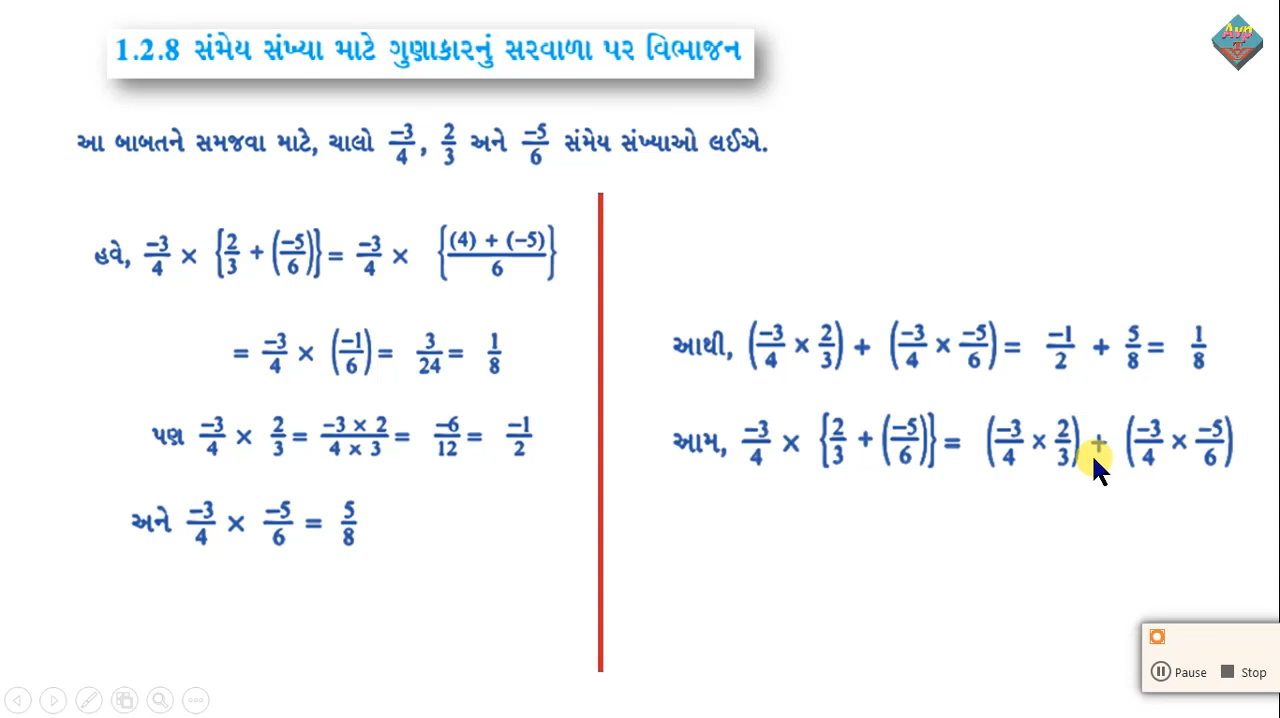 1.2.8 સંમેય સંખ્યા માટે ગુણાકારનું સરવાળા પર વિભાજન
Avp
આ બાબતને સમજવા માટે, ચાલો -3/4, 2/3 અને -5/6 સંમેય સંખ્યાઓ લઈએ.
હવે, -3/4 × {2/3 + (-5/6)} = -3/4 × {(4) + (-5)/6}
= -3/4 × (-1/6) = 3/24 = 1/8
પણ -3/4 × 2/3 = -3 × 2/4 × 3 = -6/12 = -1/2
અને -3/4 × -5/6 = 5/8
આથી, (-3/4 × 2/3) + (-3/4 × -5/6) = -1/2 + 5/8 = 1/8
આમ, -3/4 × {2/3 + (-5/6)} = (-3/4 × 2/3) + (-3/4 × -5/6)
Pause Stop